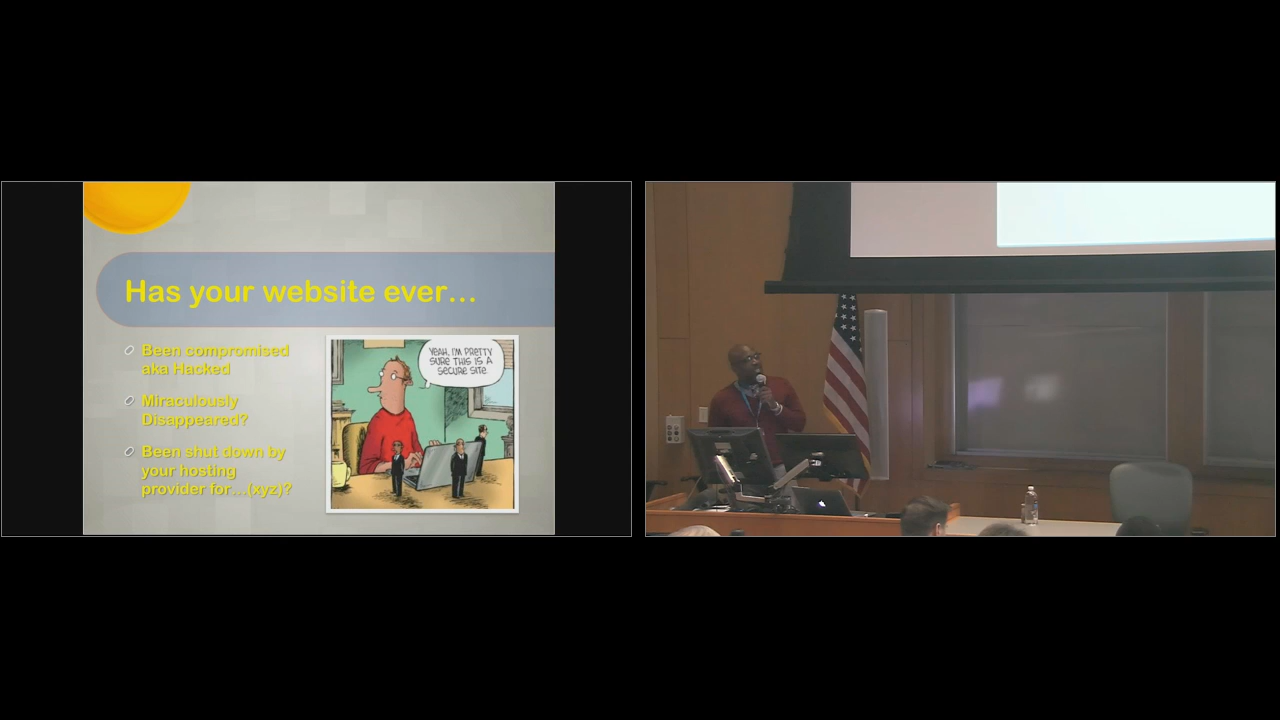 Has your website ever...
Been compromised
aka Hacked
Miraculously
Disappeared?
Been shut down by
your hosting
provider for...(xyz)?
YEAH, I'M PRETTY
SURE THIS IS A
SECURE SITE.